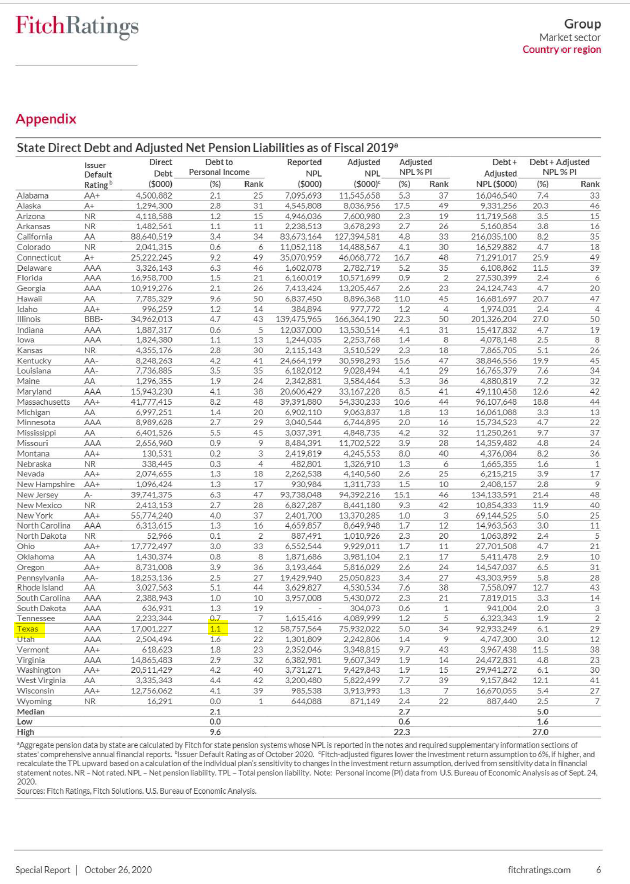 FitchRatings
Group
Market sector
Country or region
Appendix
State Direct Debt and Adjusted Net Pension Liabilities as of Fiscal 2019ᵃ
Issuer Default Ratingᵇ Direct Debt ($000) Debt to Personal Income (%) Rank Reported NPL ($000) Adjusted NPL ($000)ᶜ Adjusted NPL % PI (%) Rank Debt + Adjusted NPL ($000) Debt + Adjusted NPL % PI (%) Rank
Alabama AA+ 4,500,882 2.1 25 7,095,693 11,545,658 5.3 37 16,046,540 7.4 33
Alaska A+ 1,294,300 2.8 31 4,545,808 8,036,956 17.5 49 9,331,256 20.3 46
Arizona NR 4,118,588 1.2 15 4,946,036 7,600,980 2.3 19 11,719,568 3.5 15
Arkansas NR 1,482,561 1.1 11 2,238,513 3,678,293 2.7 26 5,160,854 3.8 16
California AA 88,640,519 3.4 34 83,673,164 127,394,581 4.8 33 216,035,100 8.2 35
Colorado NR 2,041,315 0.6 6 11,052,118 14,488,567 4.1 30 16,529,882 4.7 18
Connecticut A+ 25,222,245 9.2 49 35,070,959 46,068,772 16.7 48 71,291,017 25.9 49
Delaware AAA 3,326,143 6.3 46 1,602,078 2,782,719 5.2 35 6,108,862 11.5 39
Florida AAA 16,958,700 1.5 21 6,160,019 10,571,699 0.9 2 27,530,399 2.4 6
Georgia AAA 10,919,276 2.1 26 7,413,424 13,205,467 2.6 23 24,124,743 4.7 20
Hawaii AA 7,785,329 9.6 50 6,837,450 8,896,368 11.0 45 16,681,697 20.7 47
Idaho AA+ 996,259 1.2 14 384,894 977,772 1.2 4 1,974,031 2.4 4
Illinois BBB- 34,962,013 4.7 43 139,475,965 166,364,190 22.3 50 201,326,204 27.0 50
Indiana AAA 1,887,317 0.6 5 12,037,000 13,530,514 4.1 31 15,417,832 4.7 19
Iowa AAA 1,824,380 1.1 13 1,244,035 2,253,768 1.4 8 4,078,148 2.5 8
Kansas NR 4,355,176 2.8 30 2,115,143 3,510,529 2.3 18 7,865,705 5.1 26
Kentucky AA- 8,248,263 4.2 41 24,664,199 30,598,293 15.6 47 38,846,556 19.9 45
Louisiana AA- 7,736,885 3.5 35 6,182,012 9,028,494 4.1 29 16,765,379 7.6 34
Maine AA 1,296,355 1.9 24 2,342,881 3,584,464 5.3 36 4,880,819 7.2 32
Maryland AAA 15,943,230 4.1 38 20,606,429 33,167,228 8.5 41 49,110,458 12.6 42
Massachusetts AA+ 41,777,415 8.2 48 39,391,880 54,330,233 10.6 44 96,107,648 18.8 44
Michigan AA 6,997,251 1.4 20 6,902,110 9,063,837 1.8 13 16,061,088 3.3 13
Minnesota AAA 8,989,628 2.7 29 3,040,544 6,744,895 2.0 16 15,734,523 4.7 22
Mississippi AA 6,401,526 5.5 45 3,037,891 4,848,735 4.2 32 11,250,261 9.7 37
Missouri AAA 2,656,960 0.9 9 8,484,391 11,702,522 3.9 28 14,359,482 4.8 24
Montana AA+ 130,531 0.2 3 2,419,819 4,245,553 8.0 40 4,376,084 8.2 36
Nebraska NR 338,445 0.3 4 482,801 1,326,910 1.3 6 1,665,355 1.6 1
Nevada AA+ 2,074,655 1.3 18 2,262,538 4,140,560 2.6 25 6,215,215 3.9 17
New Hampshire AA+ 1,096,424 1.3 17 930,984 1,311,733 1.5 10 2,408,157 2.8 9
New Jersey A- 39,741,375 6.3 47 93,738,048 94,392,216 15.1 46 134,133,591 21.4 48
New Mexico NR 2,413,153 2.7 28 6,827,287 8,441,180 9.3 42 10,854,333 11.9 40
New York AA+ 55,774,240 4.0 37 2,401,700 13,370,285 1.0 3 69,144,525 5.0 25
North Carolina AAA 6,313,615 1.3 16 4,659,857 8,649,948 1.7 12 14,963,563 3.0 11
North Dakota NR 52,966 0.1 2 887,491 1,010,926 2.3 20 1,063,892 2.4 5
Ohio AA+ 17,772,497 3.0 33 6,552,544 9,929,011 1.7 11 27,701,508 4.7 21
Oklahoma AA 1,430,374 0.8 8 1,871,686 3,981,104 2.1 17 5,411,478 2.9 10
Oregon AA+ 8,731,008 3.9 36 3,193,464 5,816,029 2.6 24 14,547,037 6.5 31
Pennsylvania AA- 18,253,136 2.5 27 19,429,940 25,050,823 3.4 27 43,303,959 5.8 28
Rhode Island AA 3,027,563 5.1 44 3,629,827 4,530,534 7.6 38 7,558,097 12.7 43
South Carolina AAA 2,388,943 1.0 10 3,957,008 5,430,072 2.3 21 7,819,015 3.3 14
South Dakota AAA 636,931 1.3 19 - 304,073 0.6 1 941,004 2.0 3
Tennessee AAA 2,233,344 0.7 7 1,615,416 4,089,999 1.2 5 6,323,343 1.9 2
Texas AAA 17,001,227 1.1 12 58,757,564 75,932,022 5.0 34 92,933,249 6.1 29
Utah AAA 2,504,494 1.6 22 1,301,809 2,242,806 1.4 9 4,747,300 3.0 12
Vermont AA+ 618,623 1.8 23 2,352,046 3,348,815 9.7 43 3,967,438 11.5 38
Virginia AAA 14,865,483 2.9 32 6,382,981 9,607,349 1.9 14 24,472,831 4.8 23
Washington AA+ 20,511,429 4.2 40 3,731,271 9,429,843 1.9 15 29,941,272 6.1 30
West Virginia AA 3,335,343 4.4 42 3,200,480 5,822,499 7.7 39 9,157,842 12.1 41
Wisconsin AA+ 12,756,062 4.1 39 985,538 3,913,993 1.3 7 16,670,055 5.4 27
Wyoming NR 16,291 0.0 1 644,088 871,149 2.4 22 887,440 2.5 7
Median 2.1 2.7 5.0
Low 0.0 0.6 1.6
High 9.6 22.3 27.0
ᵃAggregate pension data by state are calculated by Fitch for state pension systems whose NPL is reported in the notes and required supplementary information sections of
states' comprehensive annual financial reports. ᵇIssuer Default Rating as of October 2020. ᶜFitch-adjusted figures lower the investment return assumption to 6%, if higher, and
recalculate the TPL upward based on a calculation of the individual plan's sensitivity to changes in the investment return assumption, derived from sensitivity data in financial
statement notes. NR – Not rated. NPL – Net pension liability. TPL – Total pension liability. Note: Personal income (PI) data from U.S. Bureau of Economic Analysis as of Sept. 24,
2020.
Sources: Fitch Ratings, Fitch Solutions, U.S. Bureau of Economic Analysis.
Special Report | October 26, 2020 fitchratings.com 6